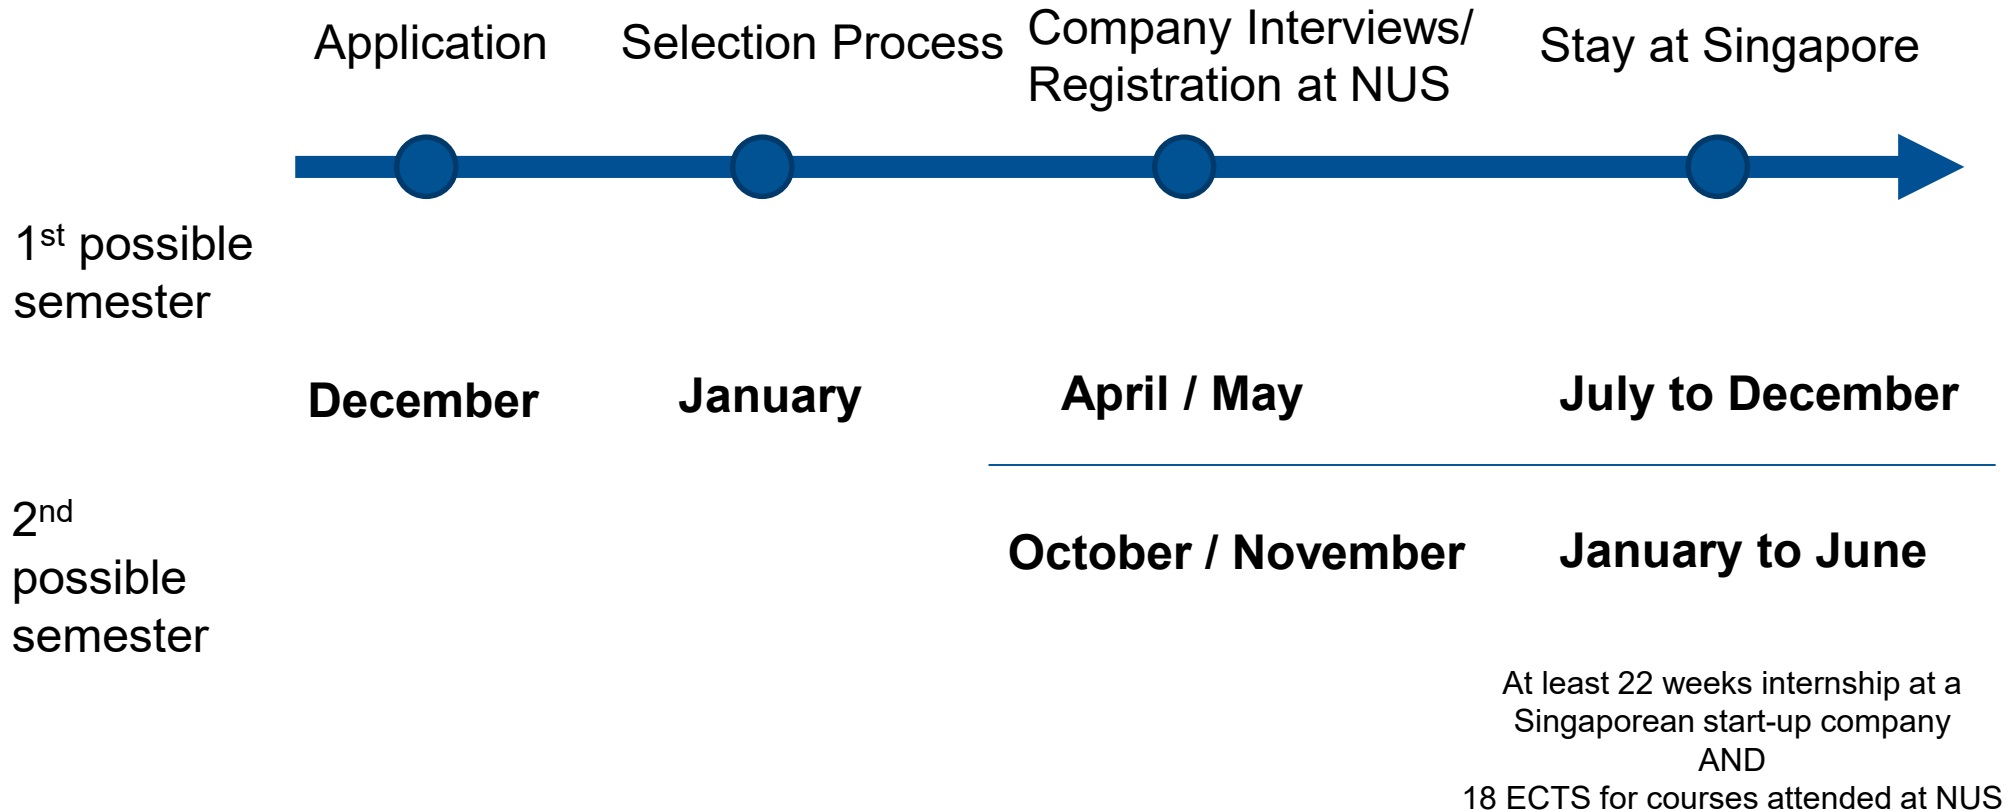 Application
Selection Process
Company Interviews/
Registration at NUS
Stay at Singapore
1st possible
semester
December
January
April / May
July to December
2nd
possible
semester
October / November
January to June
At least 22 weeks internship at a
Singaporean start-up company
AND
18 ECTS for courses attended at NUS